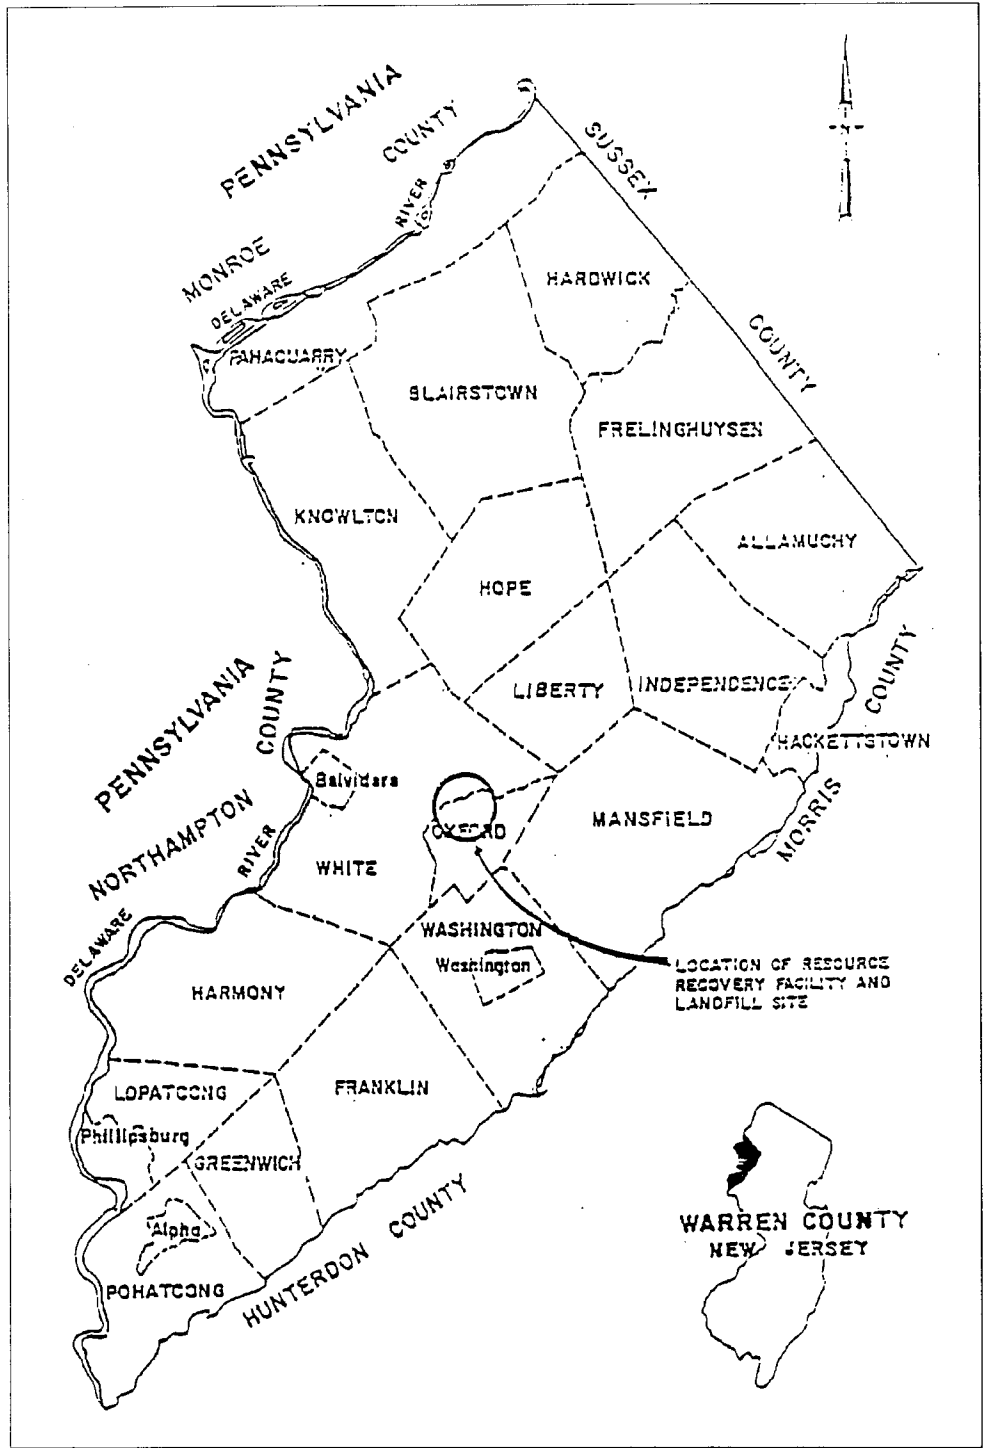 PENNSYLVANIA
MONROE COUNTY
DELAWARE RIVER
SUSSEX COUNTY
HARDWICK
PAHAQUARRY
BLAIRSTOWN
FRELINGHUYSEN
KNOWLTON
ALLAMUCHY
HOPE
LIBERTY
INDEPENDENCE
HACKETTSTOWN
MORRIS COUNTY
PENNSYLVANIA
NORTHAMPTON COUNTY
DELAWARE RIVER
Belvidere
OXFORD
MANSFIELD
WHITE
WASHINGTON
Washington
LOCATION OF RESOURCE
RECOVERY FACILITY AND
LANDFILL SITE
HARMONY
LOPATCONG
FRANKLIN
Phillipsburg
GREENWICH
Alpha
POHATCONG
HUNTERDON COUNTY
WARREN COUNTY
NEW JERSEY